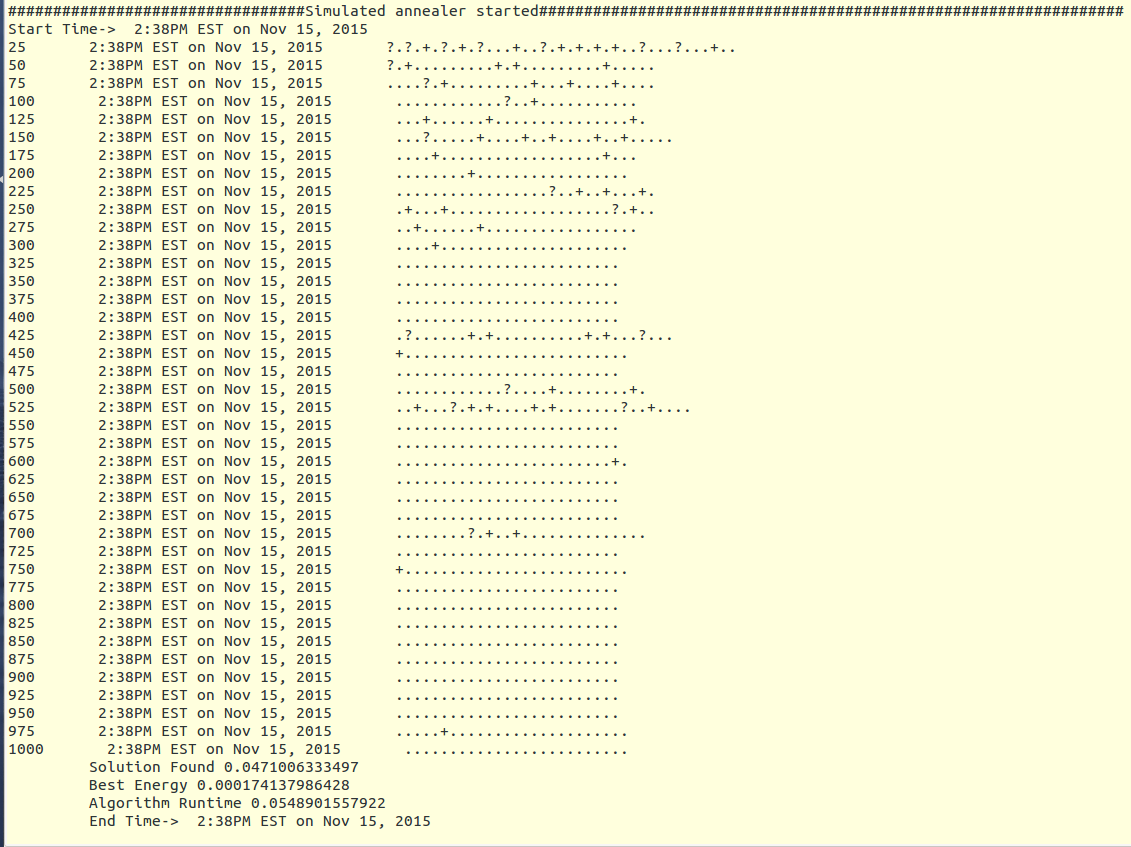 #################################Simulated annealer started#################################################################
Start Time->  2:38PM EST on Nov 15, 2015
25       2:38PM EST on Nov 15, 2015       ?.?.+.?.+.?...+..?.+.+.+.+..?...?...+..
50       2:38PM EST on Nov 15, 2015       ?.+.........+.+.........+.....
75       2:38PM EST on Nov 15, 2015       ....?.+.........+...+....+....
100       2:38PM EST on Nov 15, 2015       ............?..+...........
125       2:38PM EST on Nov 15, 2015       ...+......+...............+.
150       2:38PM EST on Nov 15, 2015       ...?.....+....+..+....+..+.....
175       2:38PM EST on Nov 15, 2015       ....+..................+...
200       2:38PM EST on Nov 15, 2015       ........+.................
225       2:38PM EST on Nov 15, 2015       .................?..+..+...+.
250       2:38PM EST on Nov 15, 2015       .+...+..................?.+..
275       2:38PM EST on Nov 15, 2015       ..+......+.................
300       2:38PM EST on Nov 15, 2015       ....+.....................
325       2:38PM EST on Nov 15, 2015       .........................
350       2:38PM EST on Nov 15, 2015       .........................
375       2:38PM EST on Nov 15, 2015       .........................
400       2:38PM EST on Nov 15, 2015       .........................
425       2:38PM EST on Nov 15, 2015       .?......+.+..........+.+...?...
450       2:38PM EST on Nov 15, 2015       +.........................
475       2:38PM EST on Nov 15, 2015       .........................
500       2:38PM EST on Nov 15, 2015       ............?....+........+.
525       2:38PM EST on Nov 15, 2015       ..+...?.+.+....+.+.......?..+....
550       2:38PM EST on Nov 15, 2015       .........................
575       2:38PM EST on Nov 15, 2015       .........................
600       2:38PM EST on Nov 15, 2015       ........................+.
625       2:38PM EST on Nov 15, 2015       .........................
650       2:38PM EST on Nov 15, 2015       .........................
675       2:38PM EST on Nov 15, 2015       .........................
700       2:38PM EST on Nov 15, 2015       ........?.+..+..............
725       2:38PM EST on Nov 15, 2015       .........................
750       2:38PM EST on Nov 15, 2015       +.........................
775       2:38PM EST on Nov 15, 2015       .........................
800       2:38PM EST on Nov 15, 2015       .........................
825       2:38PM EST on Nov 15, 2015       .........................
850       2:38PM EST on Nov 15, 2015       .........................
875       2:38PM EST on Nov 15, 2015       .........................
900       2:38PM EST on Nov 15, 2015       .........................
925       2:38PM EST on Nov 15, 2015       .........................
950       2:38PM EST on Nov 15, 2015       .........................
975       2:38PM EST on Nov 15, 2015       .....+....................
1000       2:38PM EST on Nov 15, 2015       .........................
         Solution Found 0.0471006333497
         Best Energy 0.000174137986428
         Algorithm Runtime 0.0548901557922
         End Time->  2:38PM EST on Nov 15, 2015